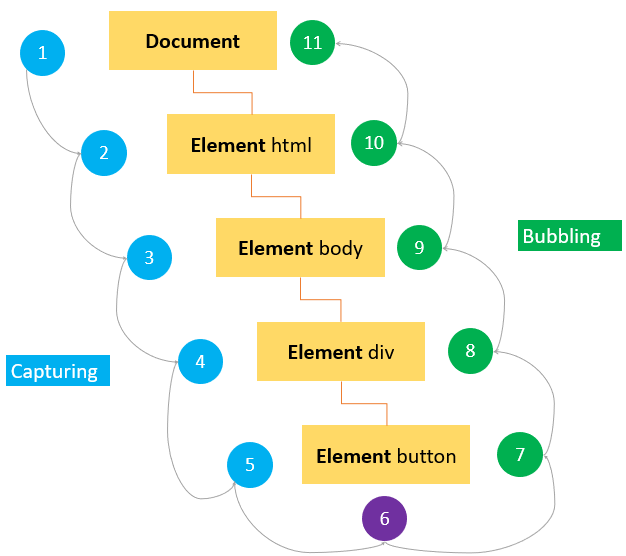 1
Document
11
2
Element html
10
3
Element body
9
Bubbling
Capturing
4
Element div
8
5
Element button
7
6